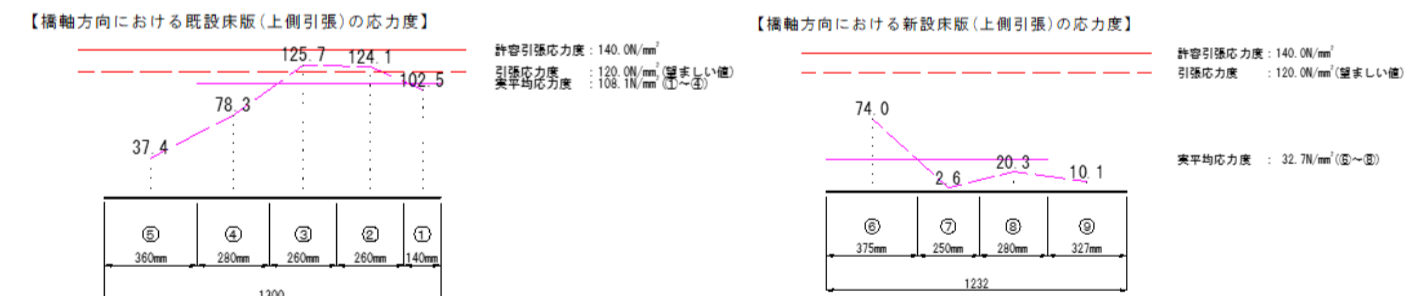 【橋軸方向における既設床版(上側引張)の応力度】
許容引張応力度：140.0N/mm²
引張応力度　：120.0N/mm²(望ましい値)
実平均応力度　：108.1N/mm²(①～④)
125.7
124.1
102.5
78.3
37.4
⑤
④
③
②
①
360mm
280mm
260mm
260mm
140mm
1300
【橋軸方向における新設床版(上側引張)の応力度】
許容引張応力度：140.0N/mm²
引張応力度　：120.0N/mm²(望ましい値)
実平均応力度　：　32.7N/mm²(⑥～⑧)
74.0
2.6
20.3
10.1
⑥
⑦
⑧
⑨
375mm
250mm
280mm
327mm
1232